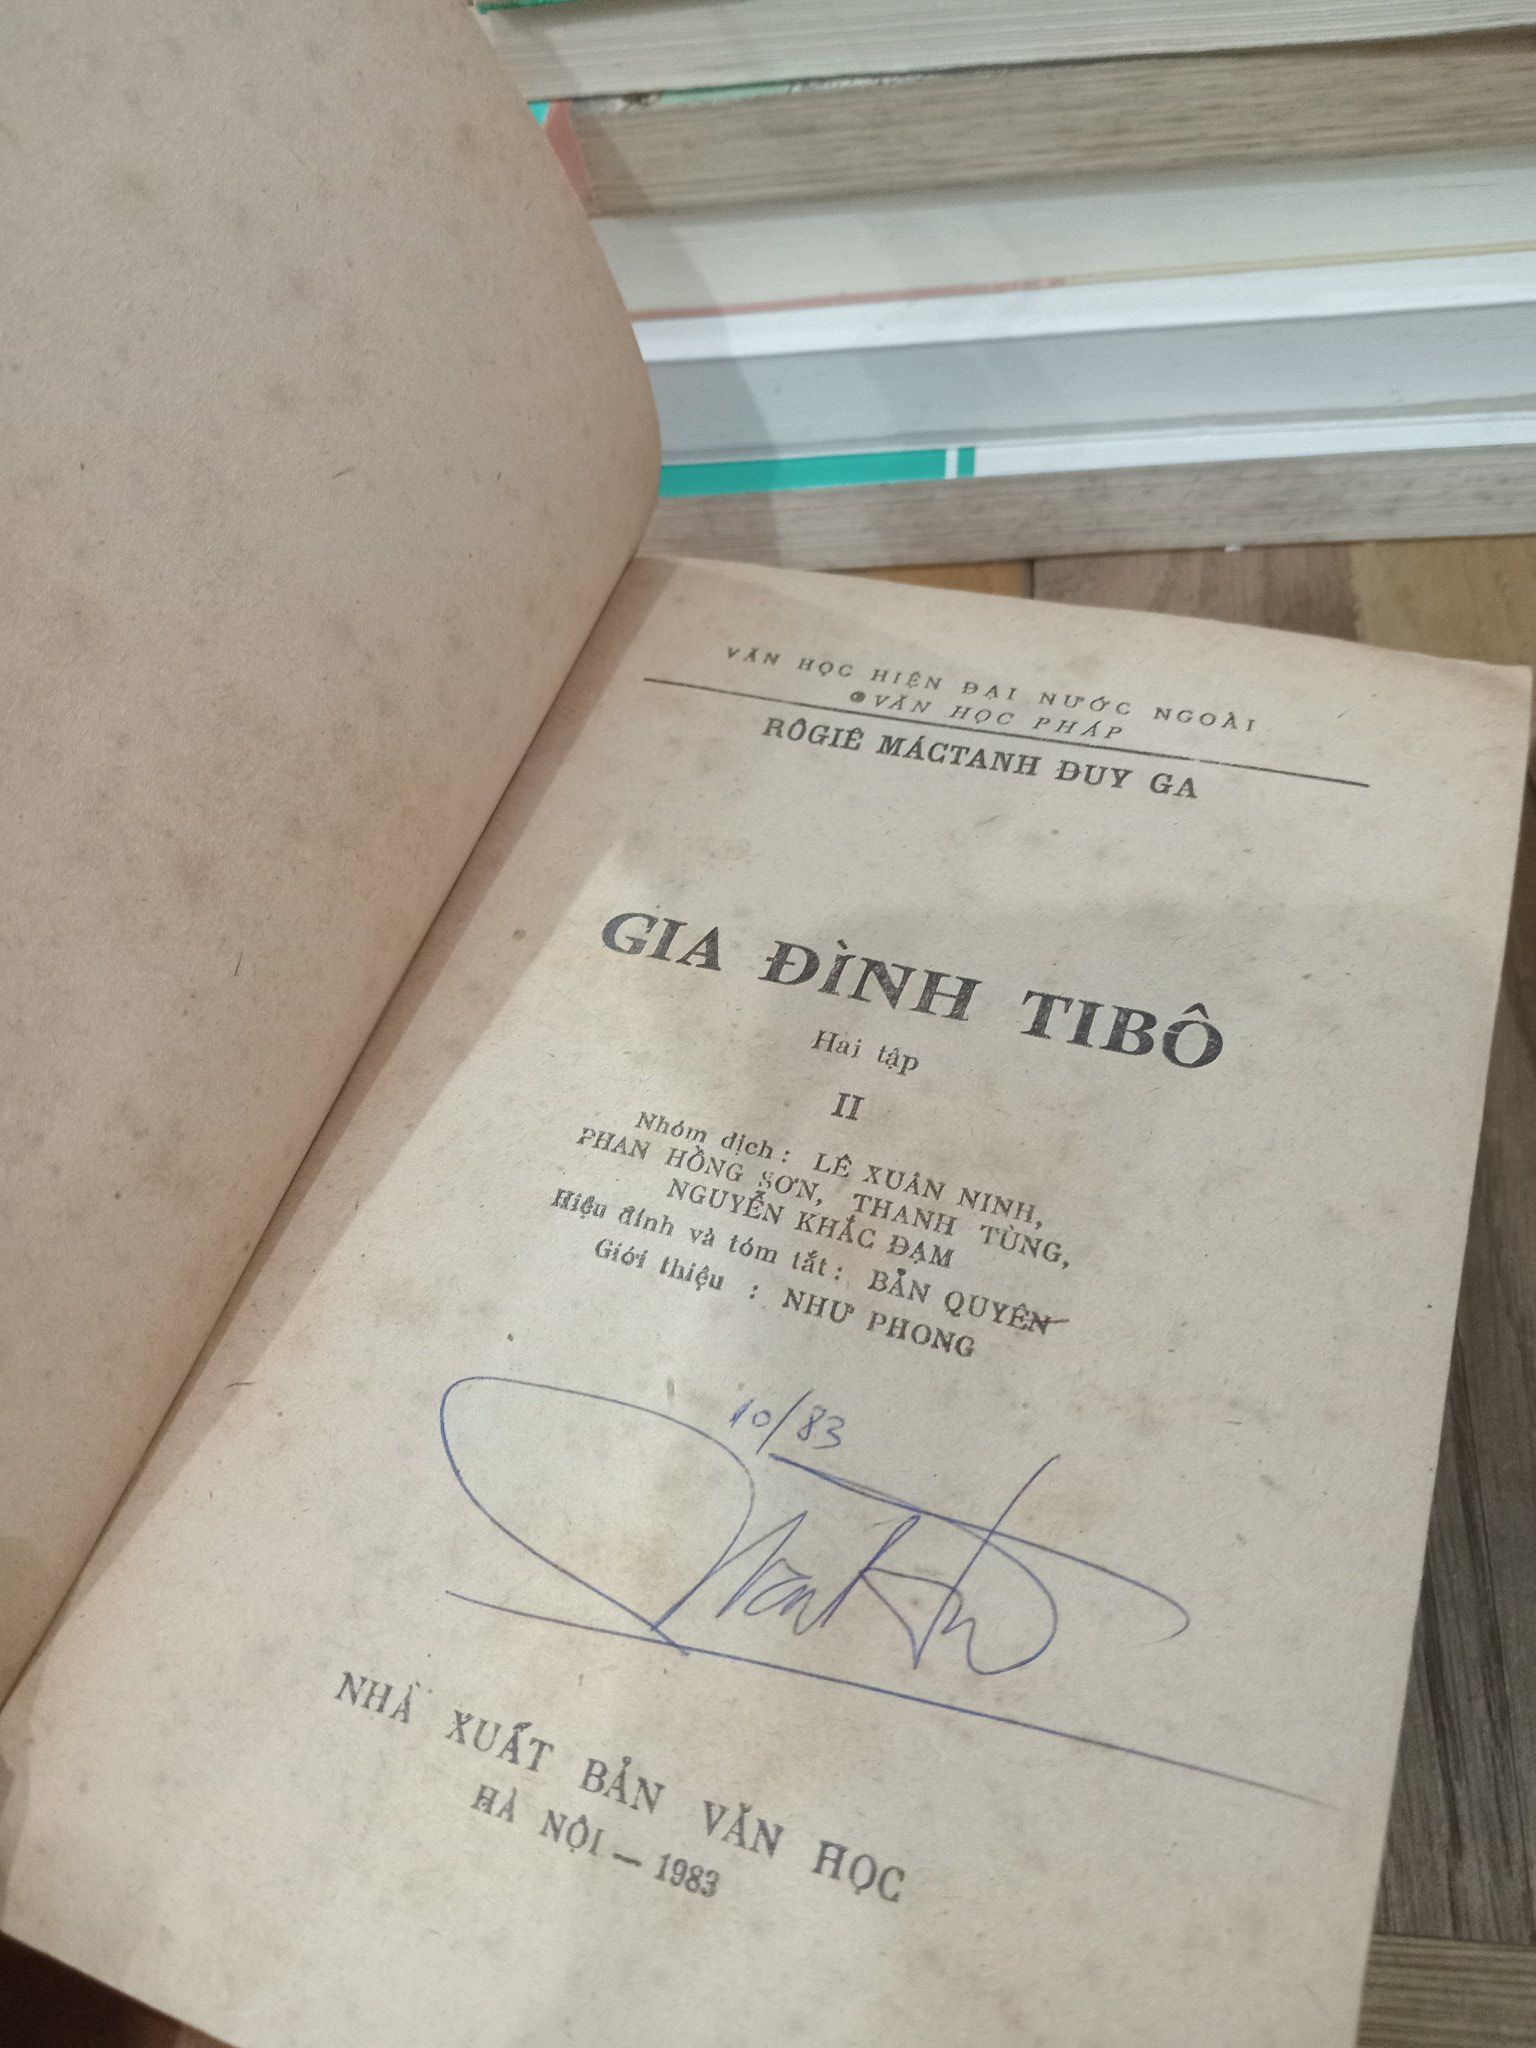 VĂN HỌC HIỆN ĐẠI NƯỚC NGOÀI
VĂN HỌC PHÁP
RÔGIÊ MÁCTANH ĐUY GA
GIA ĐÌNH TIBÔ
Hai tập
II
Nhóm dịch: LÊ XUÂN NINH,
PHAN HỒNG SƠN, THANH TÙNG,
NGUYỄN KHẮC ĐẠM
Hiệu đính và tóm tắt: BẢN QUYÊN
Giới thiệu : NHƯ PHONG
10/83
NHÀ XUẤT BẢN VĂN HỌC
HÀ NỘI — 1983